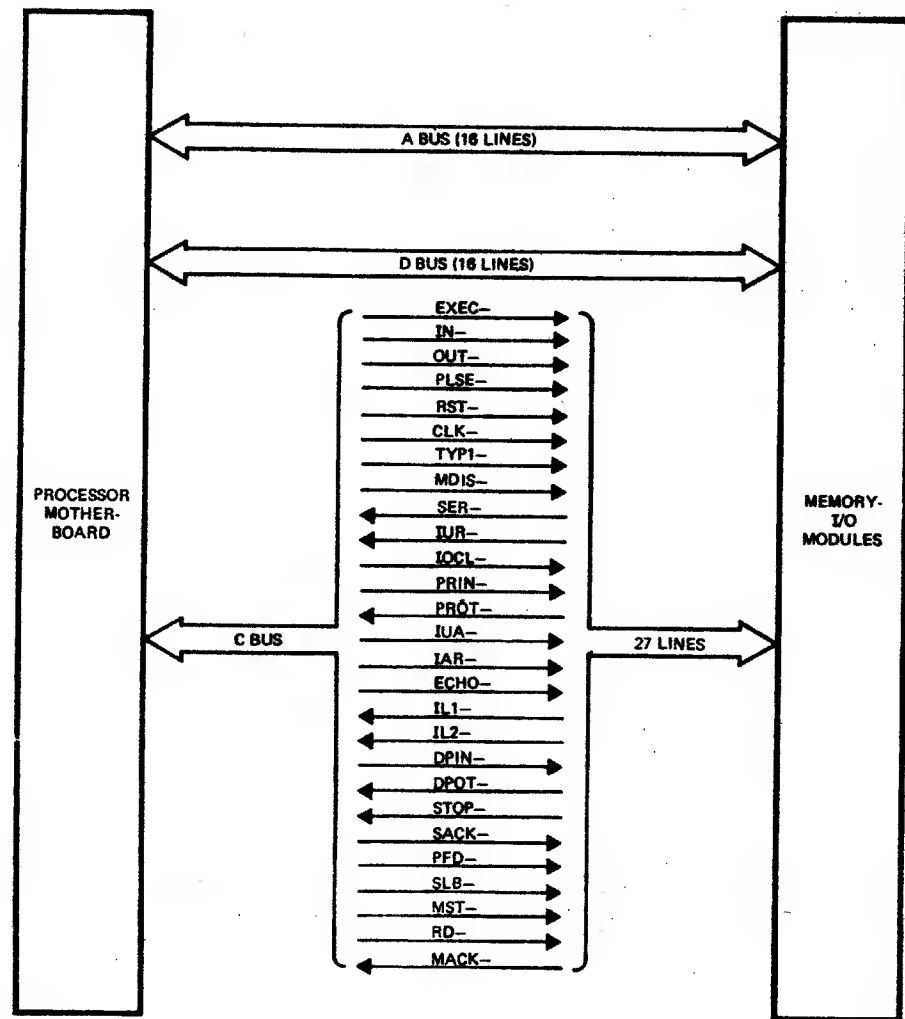 A BUS (16 LINES)
D BUS (16 LINES)
EXEC–
IN–
OUT–
PLSE–
RST–
CLK–
TYP1–
MDIS–
SER–
IUR–
IOCL–
PRIN–
PRŌT–
IUA–
IAR–
ECHO–
IL1–
IL2–
DPIN–
DPOT–
STOP–
SACK–
PFD–
SLB–
MST–
RD–
MACK–
PROCESSOR
MOTHER-
BOARD
MEMORY-
I/O
MODULES
C BUS
27 LINES